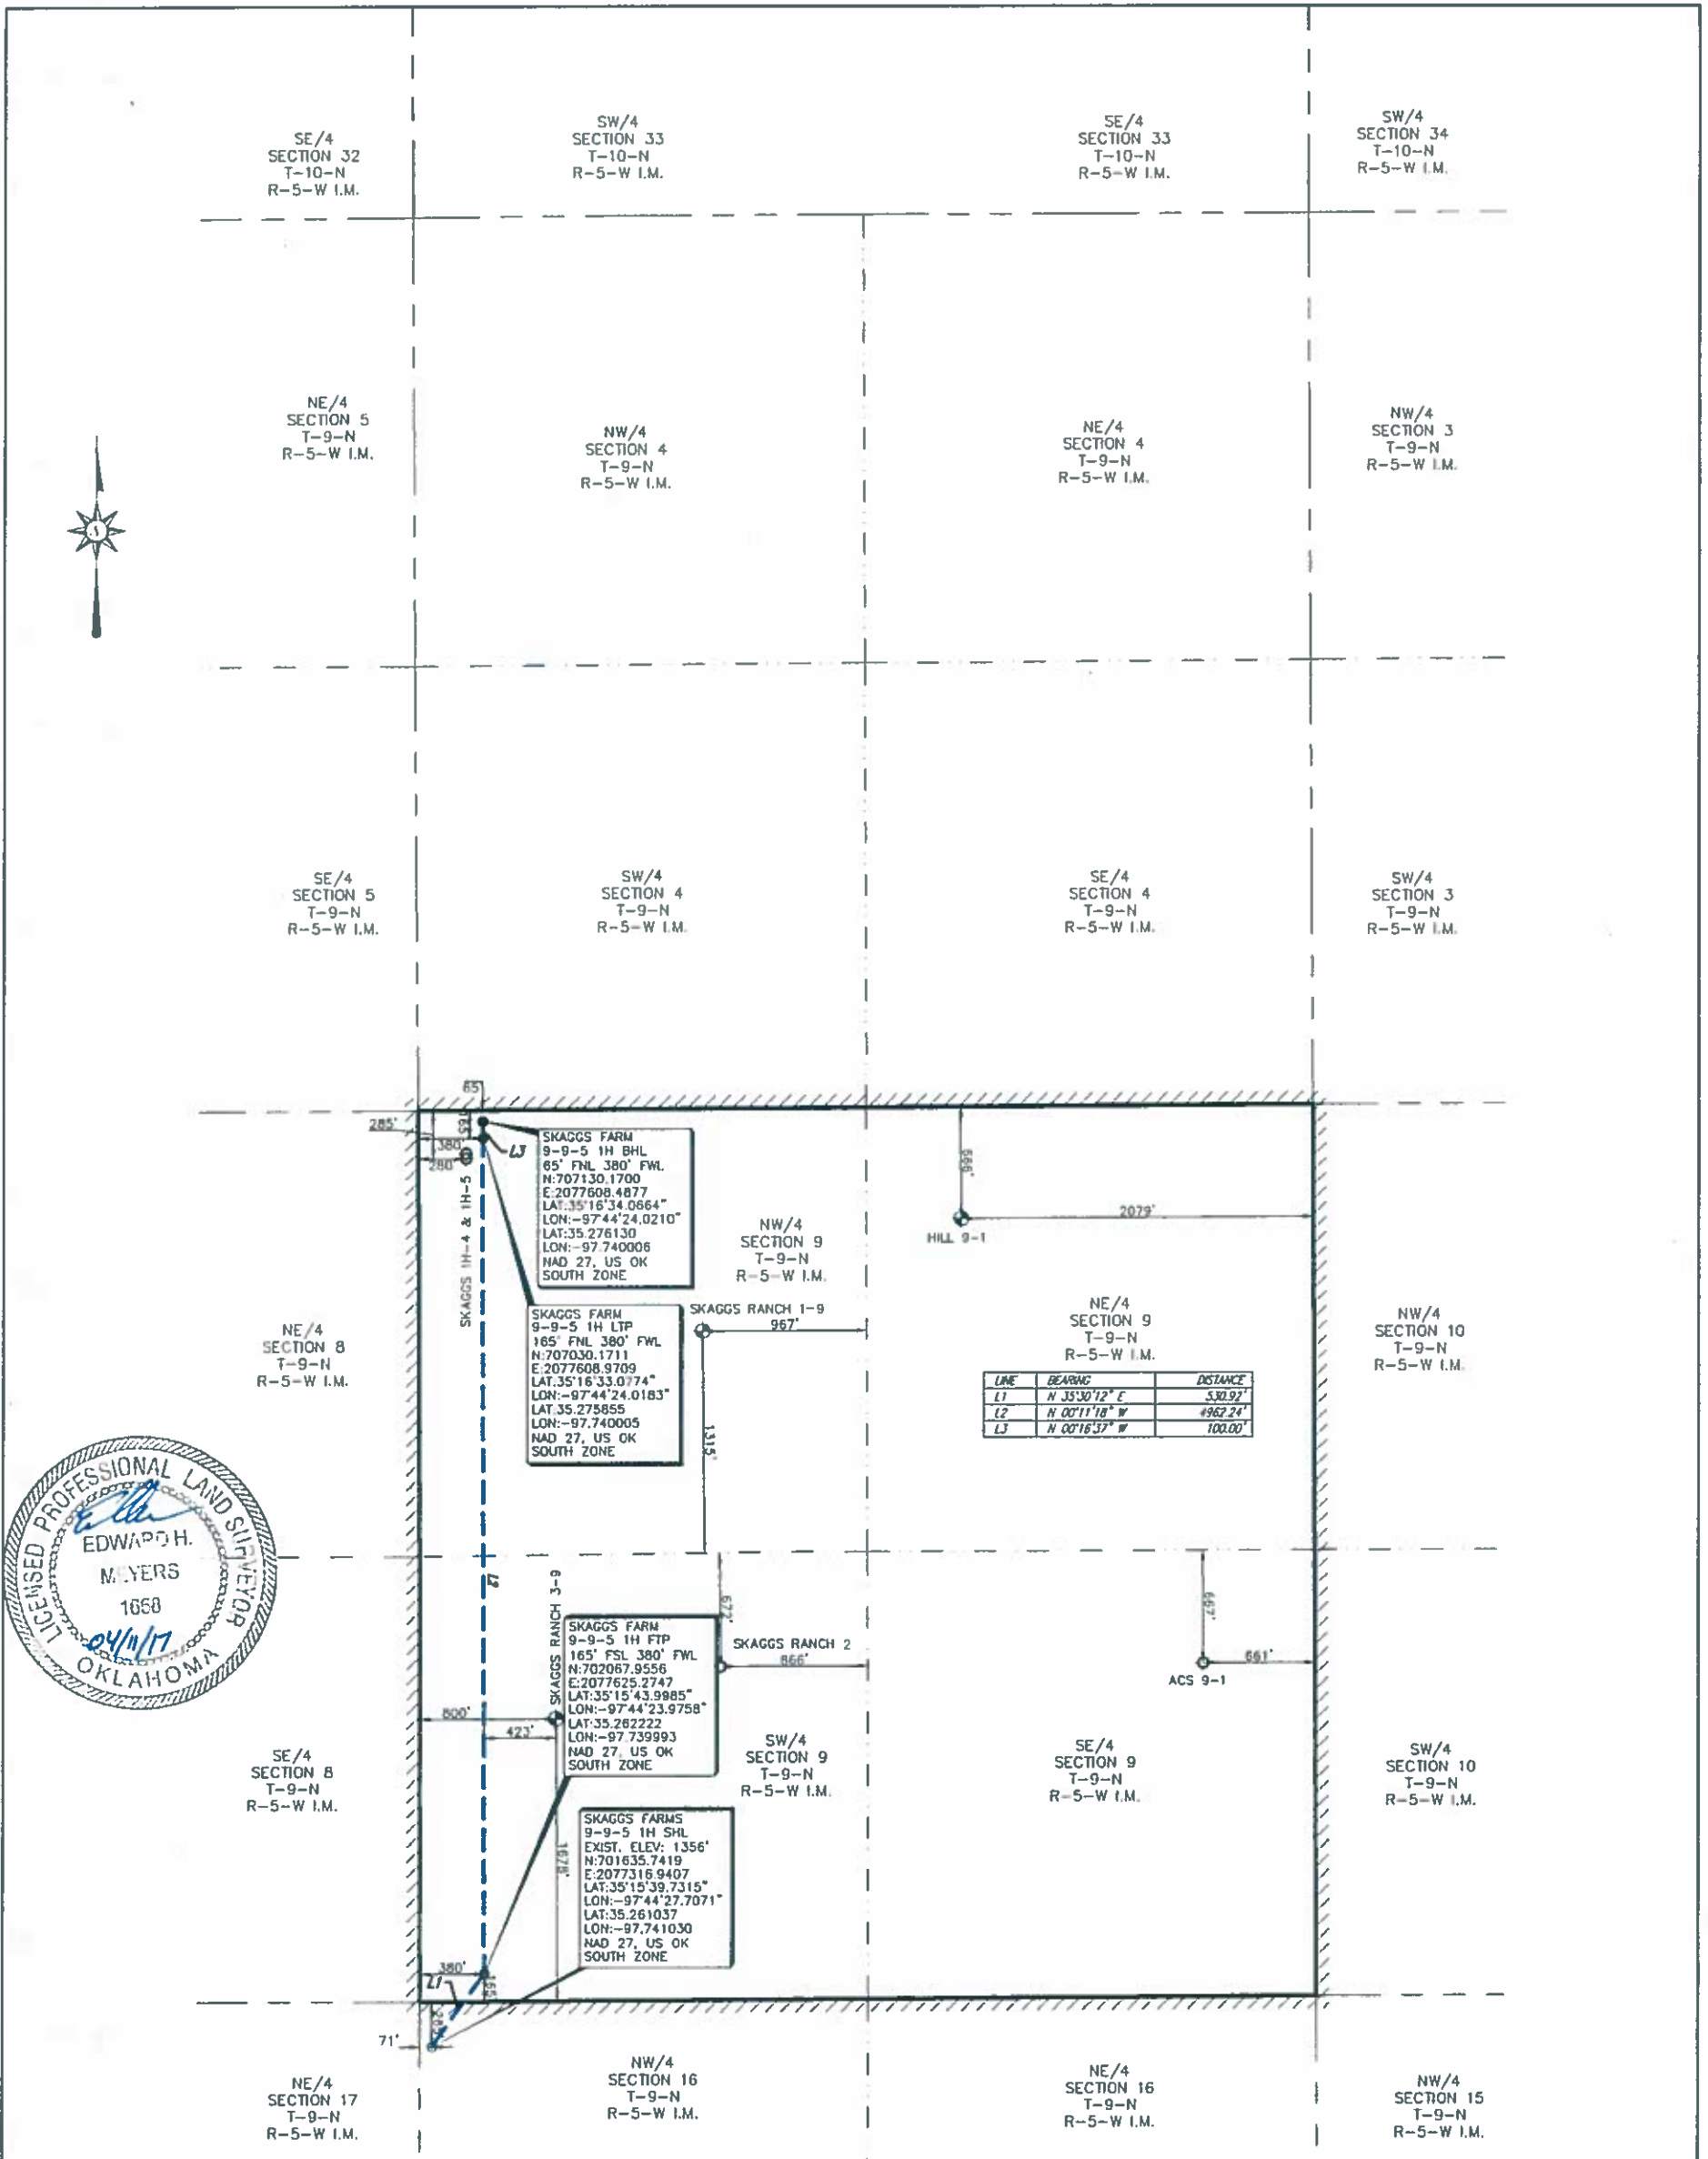 SE/4
SECTION 32
T-10-N
R-5-W I.M.
SW/4
SECTION 33
T-10-N
R-5-W I.M.
SE/4
SECTION 33
T-10-N
R-5-W I.M.
SW/4
SECTION 34
T-10-N
R-5-W I.M.
NE/4
SECTION 5
T-9-N
R-5-W I.M.
NW/4
SECTION 4
T-9-N
R-5-W I.M.
NE/4
SECTION 4
T-9-N
R-5-W I.M.
NW/4
SECTION 3
T-9-N
R-5-W I.M.
SE/4
SECTION 5
T-9-N
R-5-W I.M.
SW/4
SECTION 4
T-9-N
R-5-W I.M.
SE/4
SECTION 4
T-9-N
R-5-W I.M.
SW/4
SECTION 3
T-9-N
R-5-W I.M.
65'
285'
165'
380'
280'
L3
SKAGGS 1H-4 & 1H-5
SKAGGS FARM
9-9-5 1H BHL
65' FNL 380' FWL
N:707130.1700
E:2077608.4877
LAT:35°16'34.0664"
LON:-97°44'24.0210"
LAT:35.276130
LON:-97.740006
NAD 27, US OK
SOUTH ZONE
NW/4
SECTION 9
T-9-N
R-5-W I.M.
666'
2079'
HILL 9-1
SKAGGS FARM
9-9-5 1H LTP
165' FNL 380' FWL
N:707030.1711
E:2077608.9709
LAT:35°16'33.0774"
LON:-97°44'24.0183"
LAT:35.275855
LON:-97.740005
NAD 27, US OK
SOUTH ZONE
SKAGGS RANCH 1-9
967'
1315'
NE/4
SECTION 9
T-9-N
R-5-W I.M.
NE/4
SECTION 8
T-9-N
R-5-W I.M.
NW/4
SECTION 10
T-9-N
R-5-W I.M.
LINE BEARING DISTANCE
L1 N 35°30'12" E 530.92'
L2 N 00°11'18" W 4962.24'
L3 N 00°16'37" W 100.00'
LICENSED PROFESSIONAL LAND SURVEYOR
EDWARD H.
MEYERS
1658
04/11/17
OKLAHOMA
L2
SKAGGS RANCH 3-9
SKAGGS FARM
9-9-5 1H FTP
165' FSL 380' FWL
N:702067.9556
E:2077625.2747
LAT:35°15'43.9985"
LON:-97°44'23.9758"
LAT:35.262222
LON:-97.739993
NAD 27, US OK
SOUTH ZONE
672'
SKAGGS RANCH 2
866'
667'
661'
ACS 9-1
800'
423'
1678'
SE/4
SECTION 8
T-9-N
R-5-W I.M.
SW/4
SECTION 9
T-9-N
R-5-W I.M.
SE/4
SECTION 9
T-9-N
R-5-W I.M.
SW/4
SECTION 10
T-9-N
R-5-W I.M.
SKAGGS FARMS
9-9-5 1H SHL
EXIST. ELEV: 1356'
N:701635.7419
E:2077316.9407
LAT:35°15'39.7315"
LON:-97°44'27.7071"
LAT:35.261037
LON:-97.741030
NAD 27, US OK
SOUTH ZONE
380'
L1
165'
71'
NE/4
SECTION 17
T-9-N
R-5-W I.M.
NW/4
SECTION 16
T-9-N
R-5-W I.M.
NE/4
SECTION 16
T-9-N
R-5-W I.M.
NW/4
SECTION 15
T-9-N
R-5-W I.M.